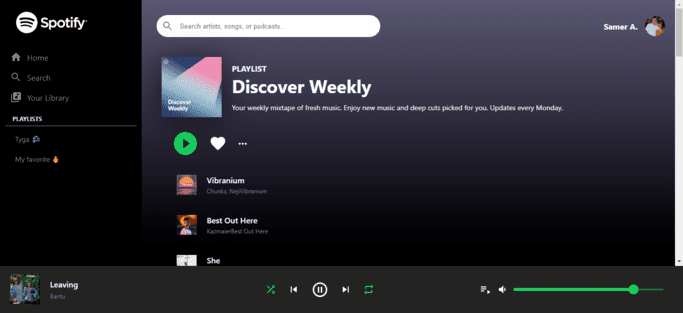 Spotify
Search artists, songs, or podcasts...
Samer A.
Home
Search
Your Library
PLAYLISTS
Tyga
My favorite
Discover
Weekly
PLAYLIST
Discover Weekly
Your weekly mixtape of fresh music. Enjoy new music and deep cuts picked for you. Updates every Monday.
Vibranium
Chunkz, NejiVibranium
Best Out Here
KazmaierBest Out Here
She
Leaving
Bantu